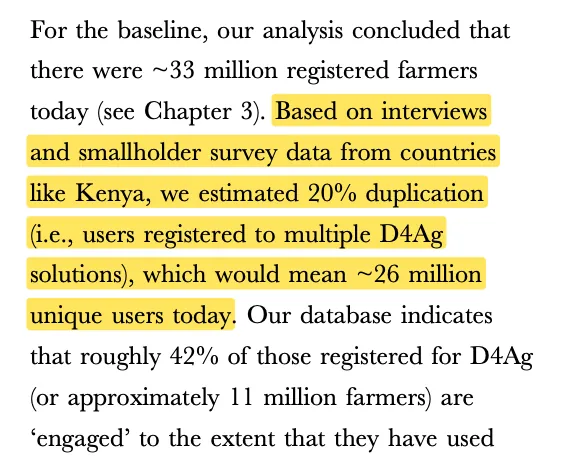 For the baseline, our analysis concluded that
there were ~33 million registered farmers
today (see Chapter 3). Based on interviews
and smallholder survey data from countries
like Kenya, we estimated 20% duplication
(i.e., users registered to multiple D4Ag
solutions), which would mean ~26 million
unique users today. Our database indicates
that roughly 42% of those registered for D4Ag
(or approximately 11 million farmers) are
‘engaged’ to the extent that they have used